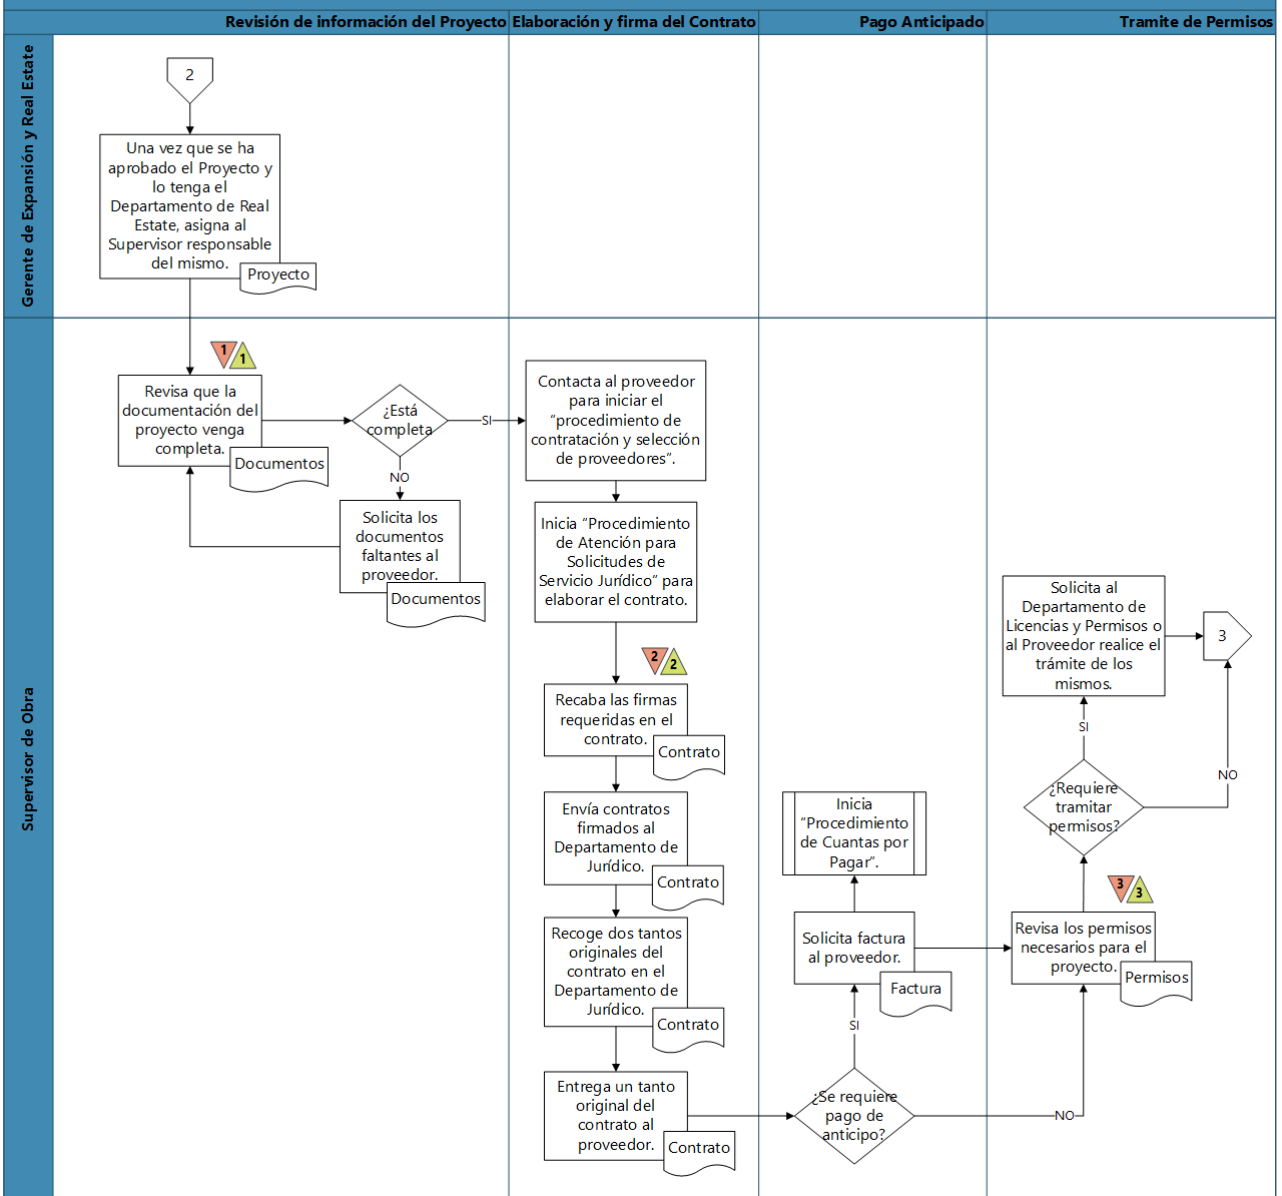 Revisión de información del Proyecto
Elaboración y firma del Contrato
Pago Anticipado
Tramite de Permisos
Gerente de Expansión y Real Estate
2
Una vez que se ha
aprobado el Proyecto y
lo tenga el
Departamento de Real
Estate, asigna al
Supervisor responsable
del mismo.
Proyecto
Supervisor de Obra
1
1
Revisa que la
documentación del
proyecto venga
completa.
Documentos
¿Está
completa
SI
NO
Solicita los
documentos
faltantes al
proveedor.
Documentos
Contacta al proveedor
para iniciar el
“procedimiento de
contratación y selección
de proveedores”.
Inicia “Procedimiento
de Atención para
Solicitudes de
Servicio Jurídico” para
elaborar el contrato.
2
2
Recaba las firmas
requeridas en el
contrato.
Contrato
Envía contratos
firmados al
Departamento de
Jurídico.
Contrato
Recoge dos tantos
originales del
contrato en el
Departamento de
Jurídico.
Contrato
Entrega un tanto
original del
contrato al
proveedor.
Contrato
¿Se requiere
pago de
anticipo?
SI
NO
Solicita factura
al proveedor.
Factura
Inicia
“Procedimiento
de Cuantas por
Pagar”.
3
3
Revisa los permisos
necesarios para el
proyecto.
Permisos
¿Requiere
tramitar
permisos?
SI
NO
Solicita al
Departamento de
Licencias y Permisos o
al Proveedor realice el
trámite de los
mismos.
3